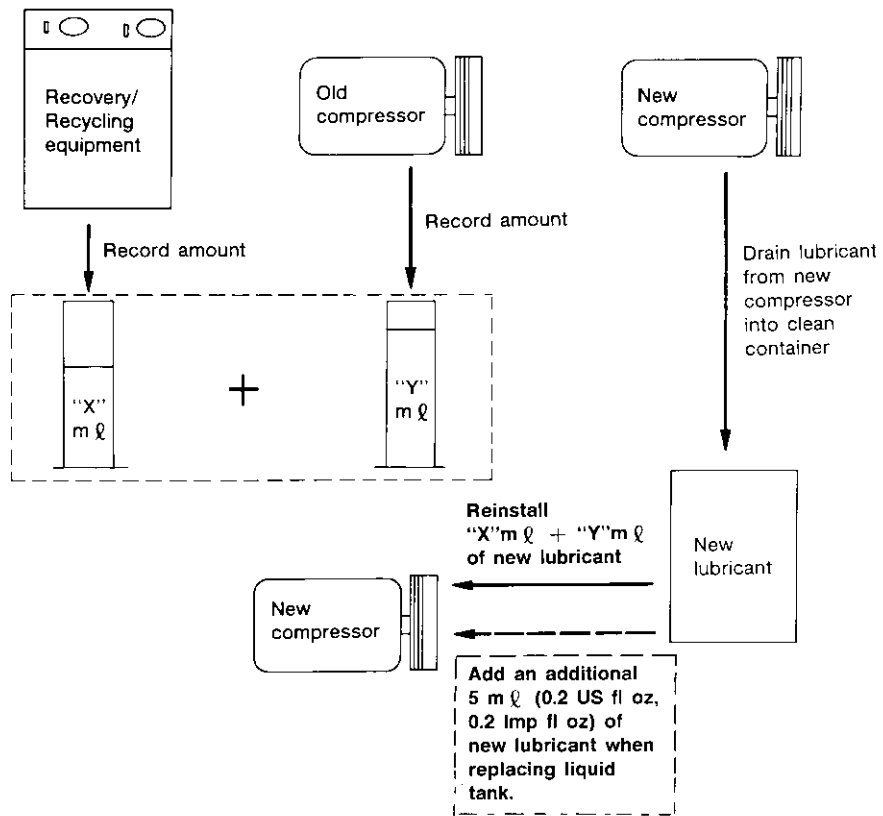 Recovery/
Recycling
equipment
Old
compressor
New
compressor
Record amount
Record amount
Drain lubricant
from new
compressor
into clean
container
“X”
m ℓ
+
“Y”
m ℓ
Reinstall
“X”m ℓ + “Y”m ℓ
of new lubricant
New
lubricant
New
compressor
Add an additional
5 m ℓ (0.2 US fl oz,
0.2 Imp fl oz) of
new lubricant when
replacing liquid
tank.